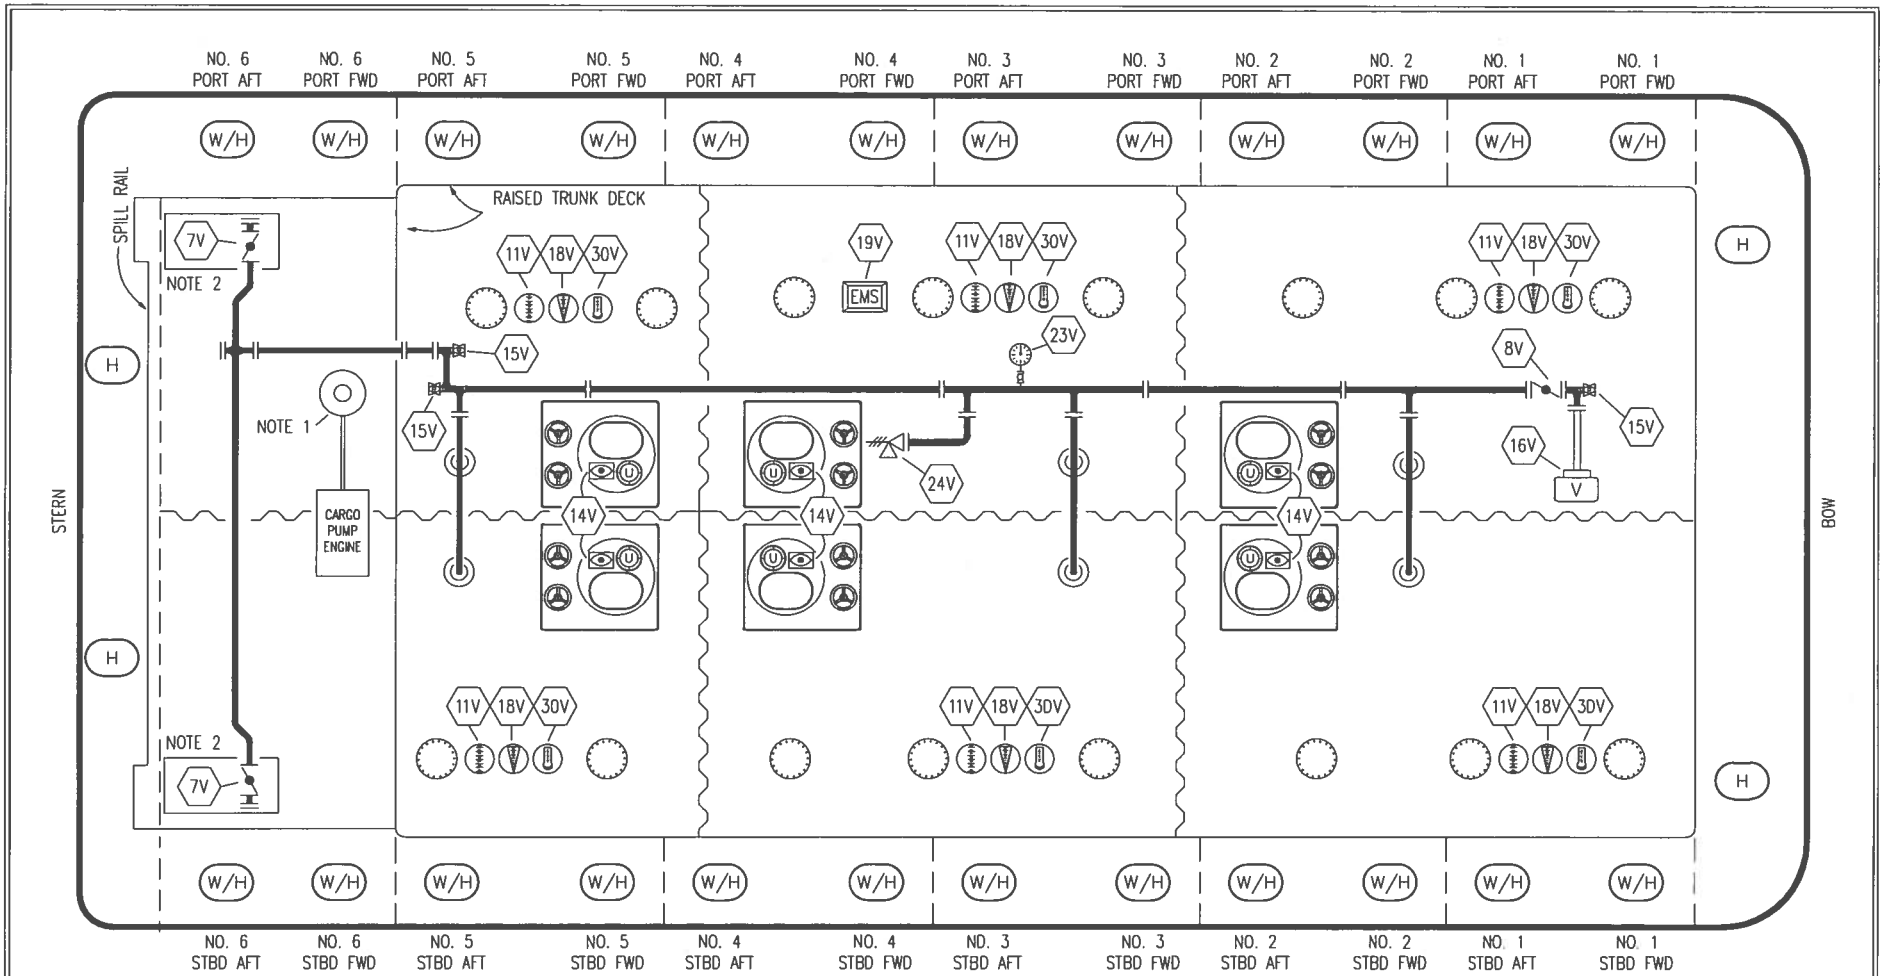 NO. 6 PORT AFT
NO. 6 PORT FWD
NO. 5 PORT AFT
NO. 5 PORT FWD
NO. 4 PORT AFT
NO. 4 PORT FWD
NO. 3 PORT AFT
NO. 3 PORT FWD
NO. 2 PORT AFT
NO. 2 PORT FWD
NO. 1 PORT AFT
NO. 1 PORT FWD
W/H W/H W/H W/H W/H W/H W/H W/H W/H W/H W/H W/H
SPILL RAIL
RAISED TRUNK DECK
7V
NOTE 2
11V 18V 30V
19V
EMS
11V 18V 30V
11V 18V 30V
H
H
15V
23V
8V
H
NOTE 1
15V
24V
16V
15V
V
STERN
CARGO
PUMP
ENGINE
U U U
14V 14V 14V
BOW
U U U
H
11V 18V 30V
11V 18V 30V
11V 18V 30V
NOTE 2
7V
H
W/H W/H W/H W/H W/H W/H W/H W/H W/H W/H W/H W/H
NO. 6 STBD AFT
NO. 6 STBD FWD
NO. 5 STBD AFT
NO. 5 STBD FWD
NO. 4 STBD AFT
NO. 4 STBD FWD
NO. 3 STBD AFT
NO. 3 STBD FWD
NO. 2 STBD AFT
NO. 2 STBD FWD
NO. 1 STBD AFT
NO. 1 STBD FWD